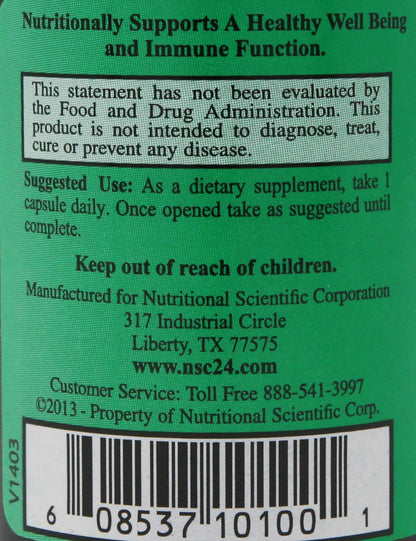 Nutritionally Supports A Healthy Well Being
and Immune Function.
This statement has not been evaluated by
the Food and Drug Administration. This
product is not intended to diagnose, treat,
cure or prevent any disease.
Suggested Use: As a dietary supplement, take 1
capsule daily. Once opened take as suggested until
complete.
Keep out of reach of children.
Manufactured for Nutritional Scientific Corporation
317 Industrial Circle
Liberty, TX 77575
www.nsc24.com
Customer Service: Toll Free 888-541-3997
©2013 - Property of Nutritional Scientific Corp.
V1403
6 08537 10100 1